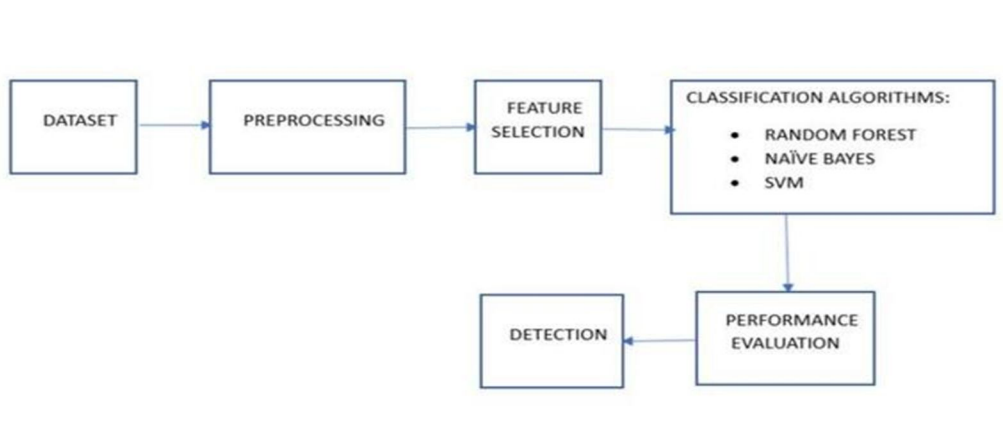 DATASET
PREPROCESSING
FEATURE
SELECTION
CLASSIFICATION ALGORITHMS:
• RANDOM FOREST
• NAÏVE BAYES
• SVM
PERFORMANCE
EVALUATION
DETECTION